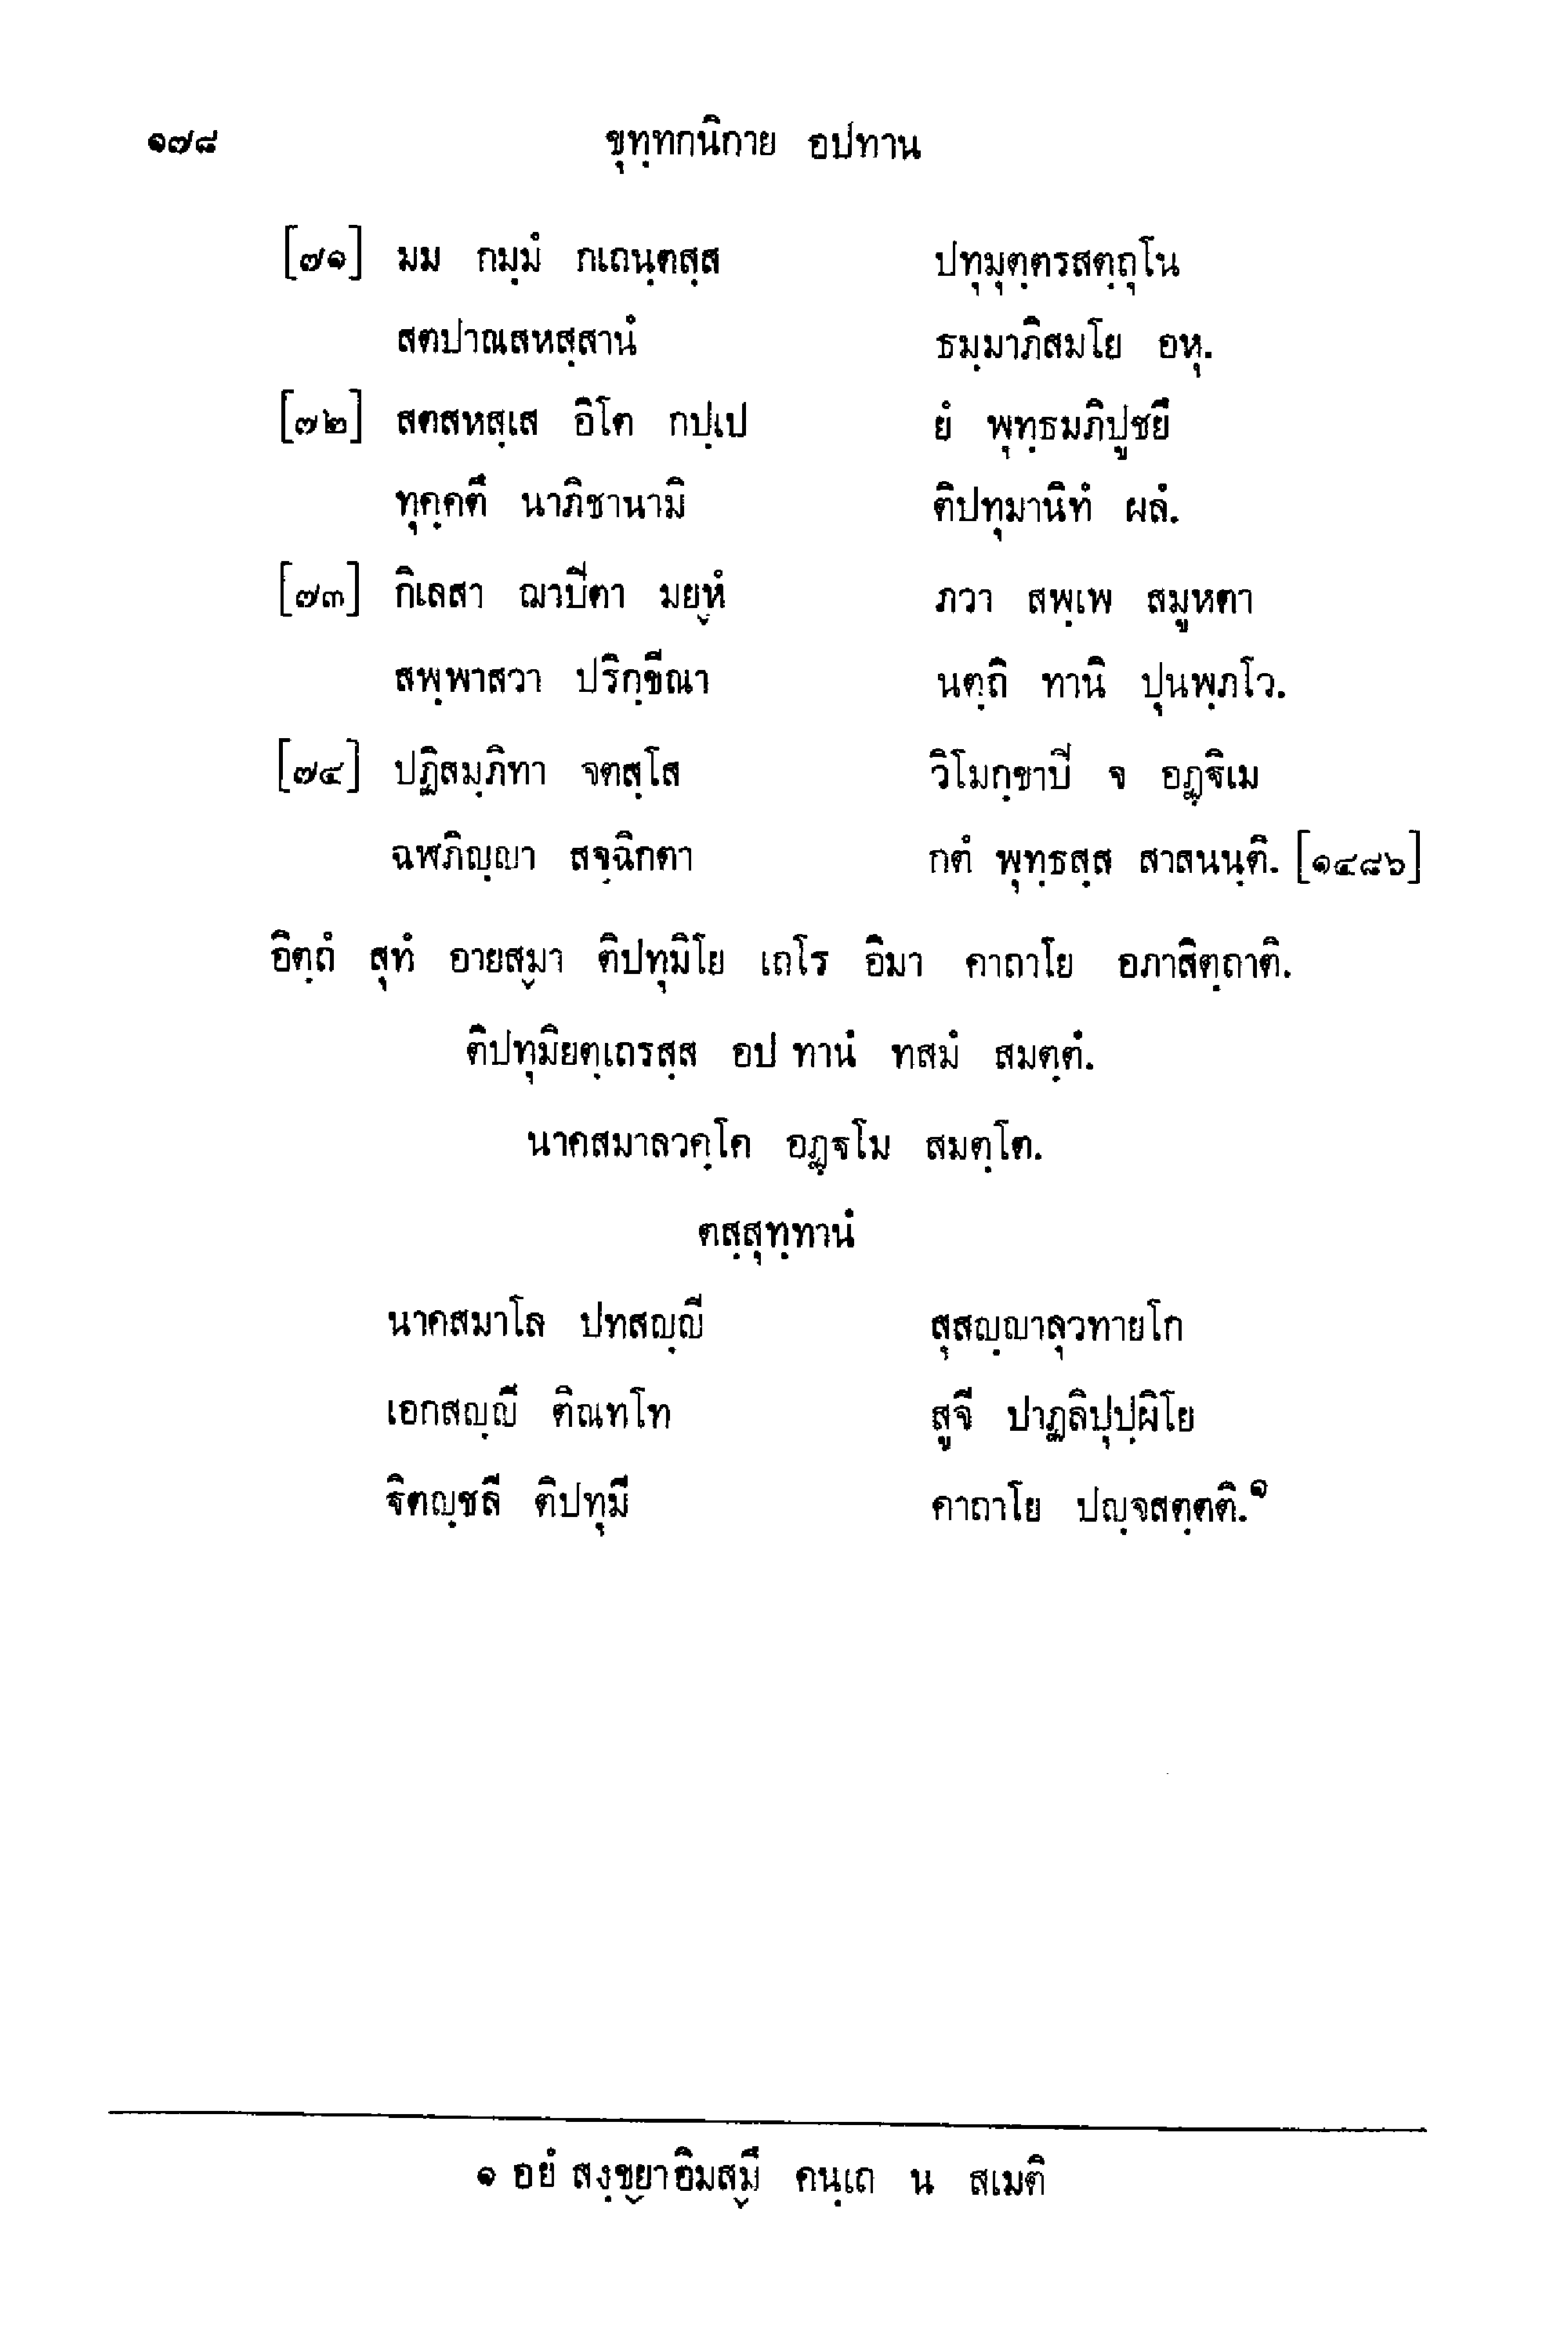 ๑๗๘ ขุทฺทกนิกาย อปทาน
[๗๑] มม กมฺมํ กเถนฺตสฺส ปทุมุตฺตรสตฺถุโน
สตปาณสหสฺสานํ ธมฺมาภิสมโย อหุ.
[๗๒] สตสหสฺเส อิโต กปฺเป ยํ พุทฺธมภิปูชยึ
ทุคฺคตึ นาภิชานามิ ติปทุมานิทํ ผลํ.
[๗๓] กิเลสา ฌาปิตา มยฺหํ ภวา สพฺเพ สมูหตา
สพฺพาสวา ปริกฺขีณา นตฺถิ ทานิ ปุนพฺภโว.
[๗๔] ปฏิสมฺภิทา จตสฺโส วิโมกฺขาปิ จ อฏฺฐิเม
ฉฬภิญฺญา สจฺฉิกตา กตํ พุทฺธสฺส สาสนนฺติ. [๑๔๘๖]
อิตฺถํ สุทํ อายสฺมา ติปทุมิโย เถโร อิมา คาถาโย อภาสิตฺถาติ.
ติปทุมิยตฺเถรสฺส อป ทานํ ทสมํ สมตฺตํ.
นาคสมาลวคฺโค อฏฺฐโม สมตฺโต.
ตสฺสุทฺทานํ
นาคสมาโล ปทสญฺญี สุสญฺญาลุวทายโก
เอกสญฺญี ติณทโท สูจี ปาฏลิปุปฺผิโย
ฐิตญฺชลี ติปทุมี คาถาโย ปญฺจสตฺตติ.๑
๑ อยํ สงฺขฺยาอิมสฺมึ คนฺเถ น สเมติ